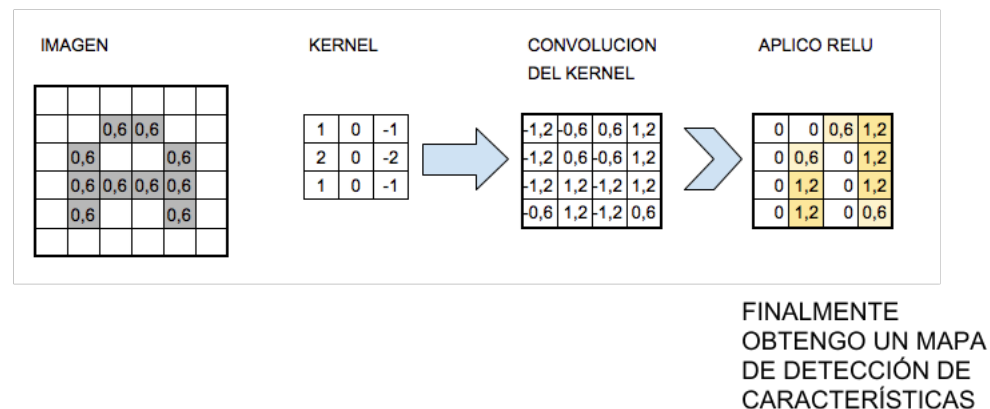 IMAGEN
KERNEL
CONVOLUCION
DEL KERNEL
APLICO RELU
0,6 0,6
0,6 0,6
0,6 0,6 0,6 0,6
0,6 0,6
1 0 -1
2 0 -2
1 0 -1
-1,2 -0,6 0,6 1,2
-1,2 0,6 -0,6 1,2
-1,2 1,2 -1,2 1,2
-0,6 1,2 -1,2 0,6
0 0 0,6 1,2
0 0,6 0 1,2
0 1,2 0 1,2
0 1,2 0 0,6
FINALMENTE
OBTENGO UN MAPA
DE DETECCIÓN DE
CARACTERÍSTICAS